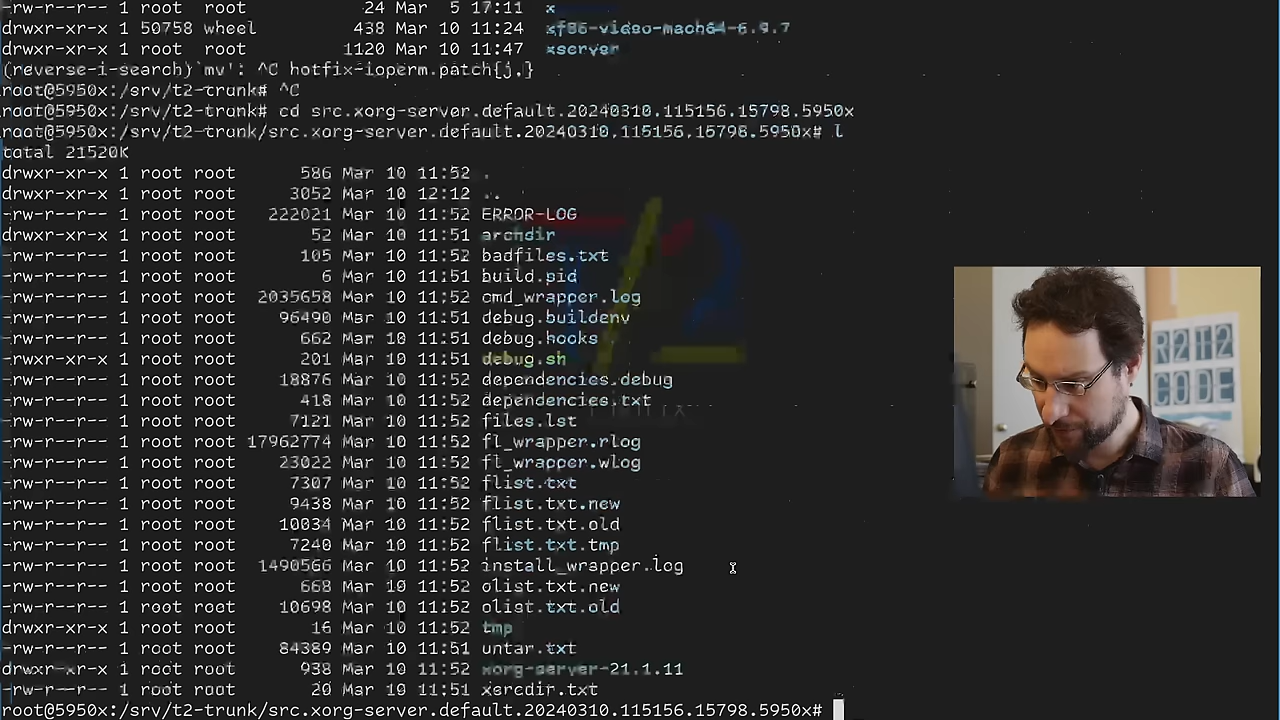 -rw-r--r-- 1 root  root       24 Mar  5 17:11  x
drwxr-xr-x 1 50758 wheel     438 Mar 10 11:24  xf86-video-mach64-6.9.7
drwxr-xr-x 1 root  root     1120 Mar 10 11:47  xserver
(reverse-i-search)`mv': ^C hotfix-ioperm.patch{j,}
root@5950x:/srv/t2-trunk# ^C
root@5950x:/srv/t2-trunk# cd src.xorg-server.default.20240310.115156.15798.5950x
root@5950x:/srv/t2-trunk/src.xorg-server.default.20240310.115156.15798.5950x# l
total 21520K
drwxr-xr-x 1 root root      586 Mar 10 11:52 .
drwxr-xr-x 1 root root     3052 Mar 10 12:12 ..
-rw-r--r-- 1 root root   222021 Mar 10 11:52 ERROR-LOG
drwxr-xr-x 1 root root       52 Mar 10 11:51 archdir
-rw-r--r-- 1 root root      105 Mar 10 11:52 badfiles.txt
-rw-r--r-- 1 root root        6 Mar 10 11:51 build.pid
-rw-r--r-- 1 root root  2035658 Mar 10 11:52 cmd_wrapper.log
-rw-r--r-- 1 root root    96490 Mar 10 11:52 debug.buildenv
-rw-r--r-- 1 root root      662 Mar 10 11:52 debug.hooks
-rwxr-xr-x 1 root root      201 Mar 10 11:51 debug.sh
-rw-r--r-- 1 root root    18876 Mar 10 11:52 dependencies.debug
-rw-r--r-- 1 root root      418 Mar 10 11:52 dependencies.txt
-rw-r--r-- 1 root root     7121 Mar 10 11:52 files.lst
-rw-r--r-- 1 root root 17962774 Mar 10 11:52 fl_wrapper.rlog
-rw-r--r-- 1 root root    23022 Mar 10 11:52 fl_wrapper.wlog
-rw-r--r-- 1 root root     7307 Mar 10 11:52 flist.txt
-rw-r--r-- 1 root root     9438 Mar 10 11:52 flist.txt.new
-rw-r--r-- 1 root root    10034 Mar 10 11:52 flist.txt.old
-rw-r--r-- 1 root root     7240 Mar 10 11:52 flist.txt.tmp
-rw-r--r-- 1 root root  1490566 Mar 10 11:52 install_wrapper.log
-rw-r--r-- 1 root root      668 Mar 10 11:52 olist.txt.new
-rw-r--r-- 1 root root    10698 Mar 10 11:52 olist.txt.old
drwxr-xr-x 1 root root       16 Mar 10 11:52 tmp
-rw-r--r-- 1 root root    84389 Mar 10 11:51 untar.txt
drwxr-xr-x 1 root root      938 Mar 10 11:52 xorg-server-21.1.11
-rw-r--r-- 1 root root       20 Mar 10 11:51 xsrcdir.txt
root@5950x:/srv/t2-trunk/src.xorg-server.default.20240310.115156.15798.5950x#
R2T2
CODE